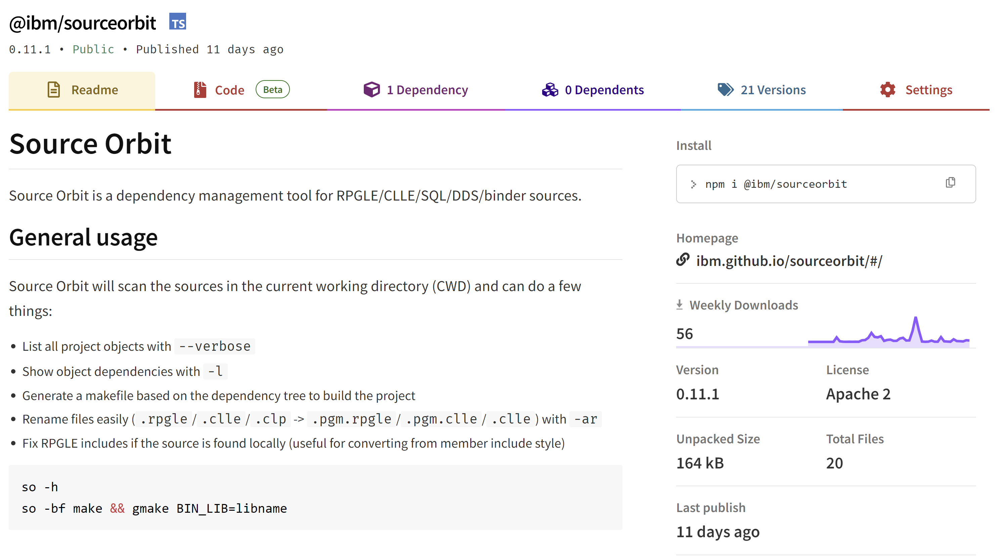 @ibm/sourceorbit TS
0.11.1 • Public • Published 11 days ago
Readme
Code Beta
1 Dependency
0 Dependents
21 Versions
Settings
Source Orbit
Source Orbit is a dependency management tool for RPGLE/CLLE/SQL/DDS/binder sources.
General usage
Source Orbit will scan the sources in the current working directory (CWD) and can do a few
things:
• List all project objects with --verbose
• Show object dependencies with -l
• Generate a makefile based on the dependency tree to build the project
• Rename files easily (.rpgle/.clle/.clp -> .pgm.rpgle/.pgm.clle/.clle) with -ar
• Fix RPGLE includes if the source is found locally (useful for converting from member include style)
so -h
so -bf make && gmake BIN_LIB=libname
Install
> npm i @ibm/sourceorbit
Homepage
ibm.github.io/sourceorbit/#/
Weekly Downloads
56
Version
0.11.1
License
Apache 2
Unpacked Size
164 kB
Total Files
20
Last publish
11 days ago